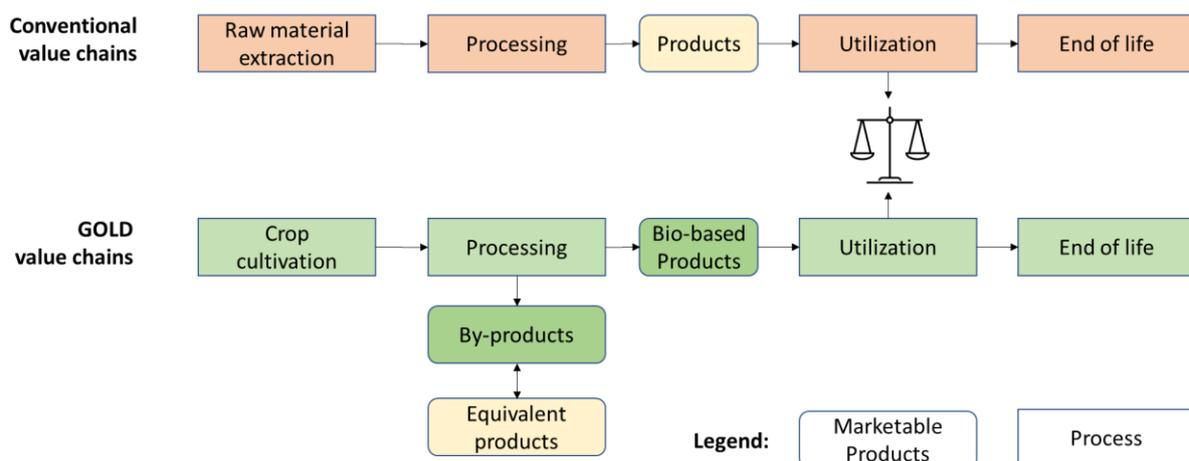 Conventional
value chains
Raw material
extraction
Processing
Products
Utilization
End of life
GOLD
value chains
Crop
cultivation
Processing
Bio-based
Products
Utilization
End of life
By-products
Equivalent
products
Legend:
Marketable
Products
Process